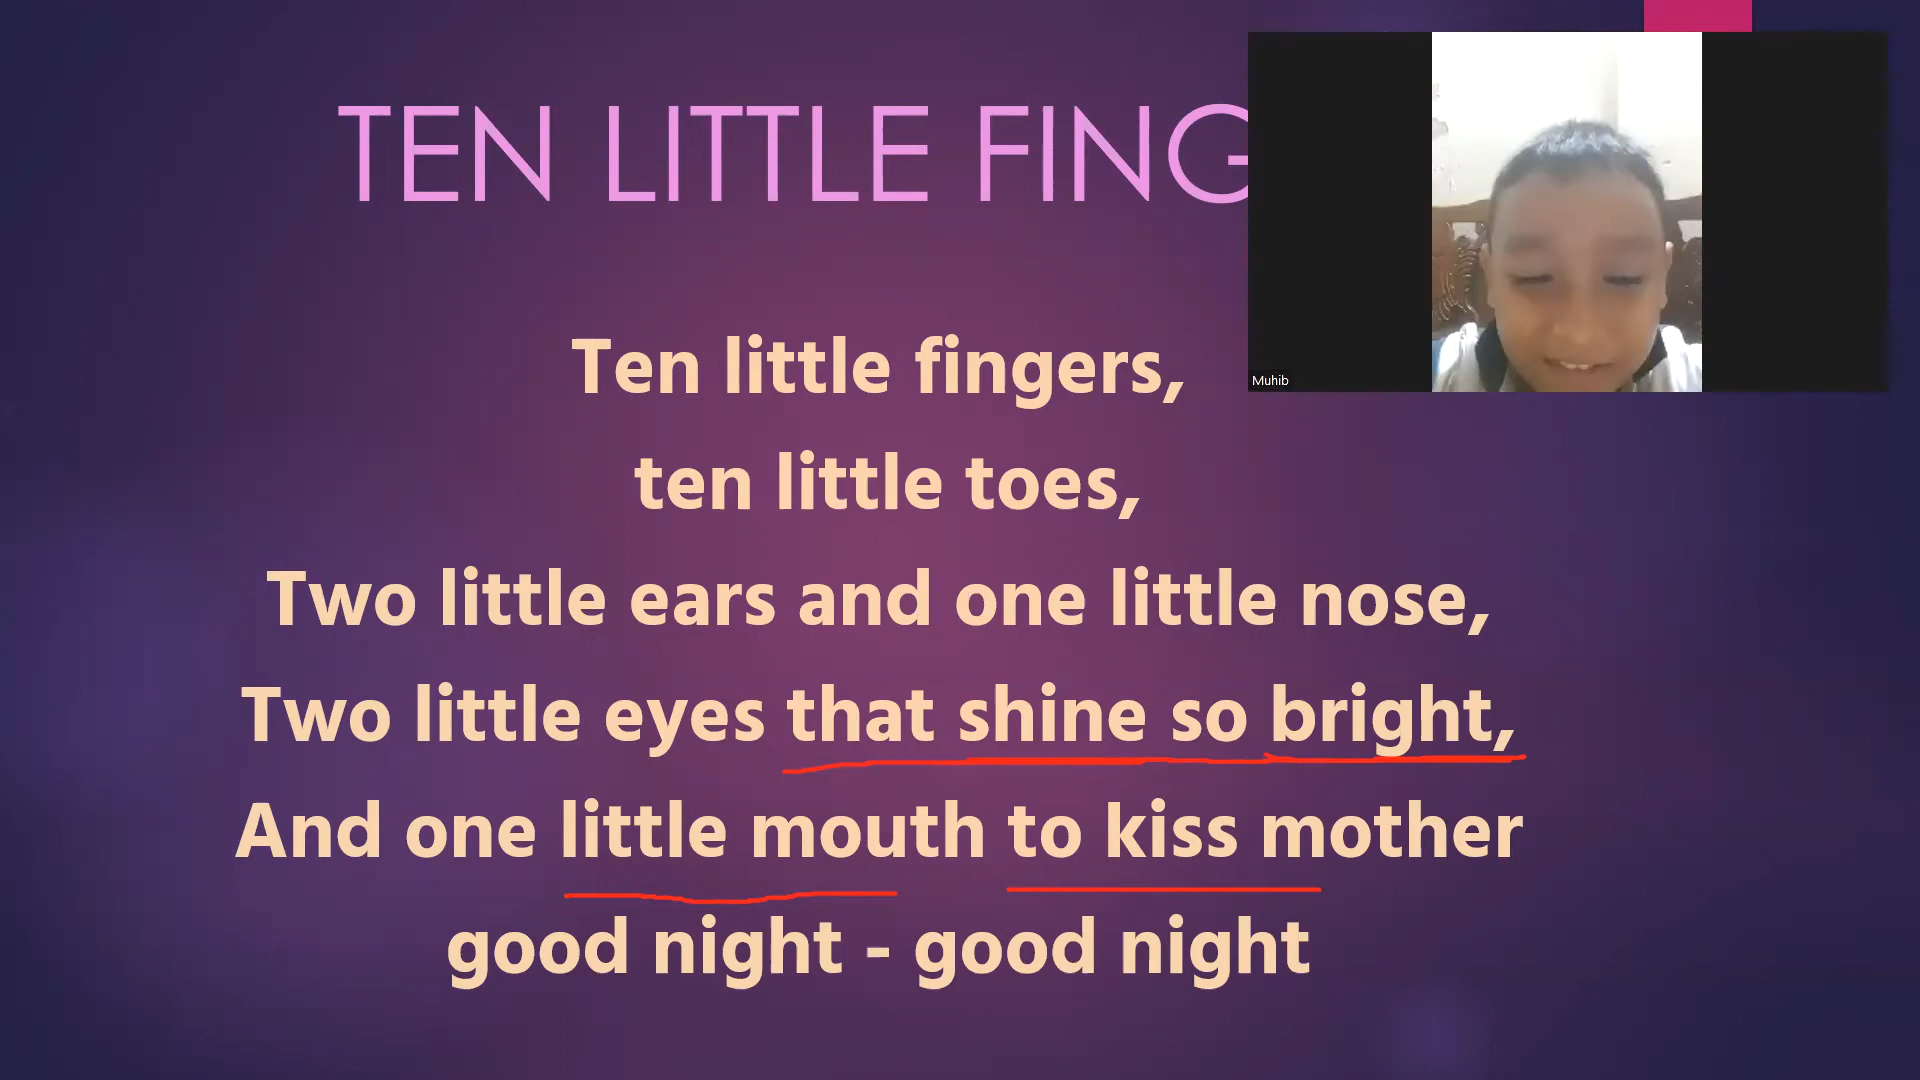 TEN LITTLE FING
Muhib
Ten little fingers,
ten little toes,
Two little ears and one little nose,
Two little eyes that shine so bright,
And one little mouth to kiss mother
good night - good night